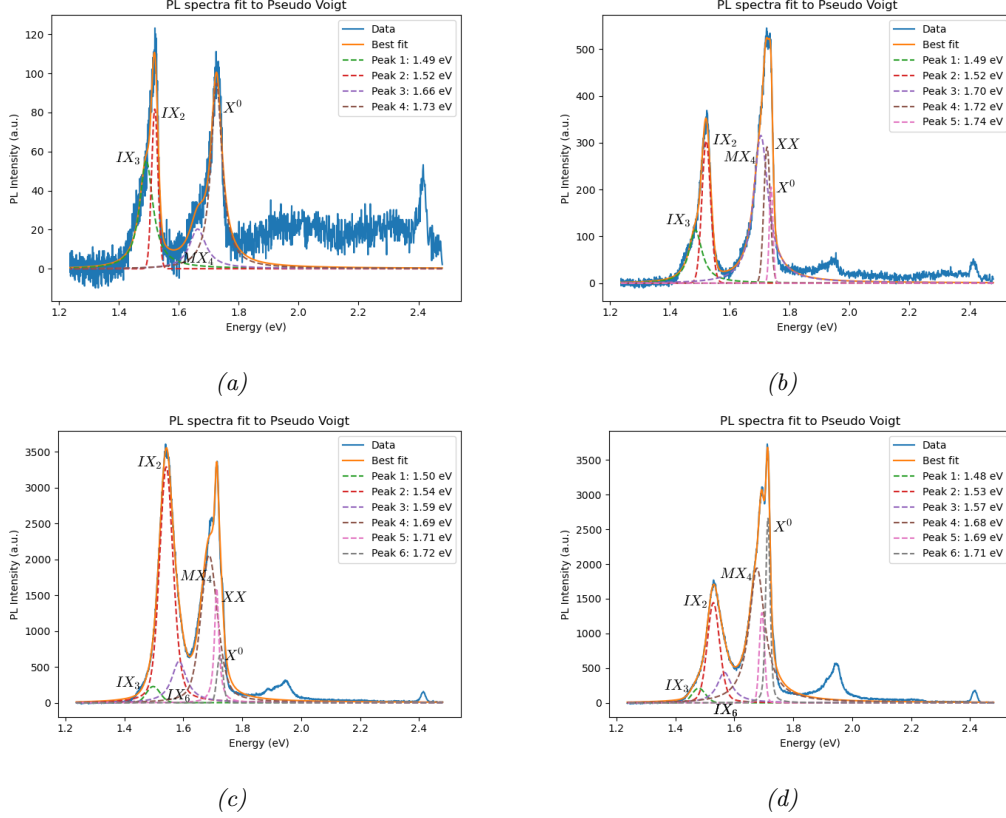 PL spectra fit to Pseudo Voigt
PL Intensity (a.u.)
120
100
80
60
40
20
0
1.2 1.4 1.6 1.8 2.0 2.2 2.4
Energy (eV)
Data
Best fit
Peak 1: 1.49 eV
Peak 2: 1.52 eV
Peak 3: 1.66 eV
Peak 4: 1.73 eV
IX₂
X⁰
IX₃
MX₄
(a)
PL spectra fit to Pseudo Voigt
PL Intensity (a.u.)
500
400
300
200
100
0
1.2 1.4 1.6 1.8 2.0 2.2 2.4
Energy (eV)
Data
Best fit
Peak 1: 1.49 eV
Peak 2: 1.52 eV
Peak 3: 1.70 eV
Peak 4: 1.72 eV
Peak 5: 1.74 eV
IX₂
XX
MX₄
X⁰
IX₃
(b)
PL spectra fit to Pseudo Voigt
PL Intensity (a.u.)
3500
3000
2500
2000
1500
1000
500
0
1.2 1.4 1.6 1.8 2.0 2.2 2.4
Energy (eV)
Data
Best fit
Peak 1: 1.50 eV
Peak 2: 1.54 eV
Peak 3: 1.59 eV
Peak 4: 1.69 eV
Peak 5: 1.71 eV
Peak 6: 1.72 eV
IX₂
MX₄
XX
X⁰
IX₃
IX₆
(c)
PL spectra fit to Pseudo Voigt
PL Intensity (a.u.)
3500
3000
2500
2000
1500
1000
500
0
1.2 1.4 1.6 1.8 2.0 2.2 2.4
Energy (eV)
Data
Best fit
Peak 1: 1.48 eV
Peak 2: 1.53 eV
Peak 3: 1.57 eV
Peak 4: 1.68 eV
Peak 5: 1.69 eV
Peak 6: 1.71 eV
X⁰
MX₄
IX₂
IX₃
IX₆
(d)